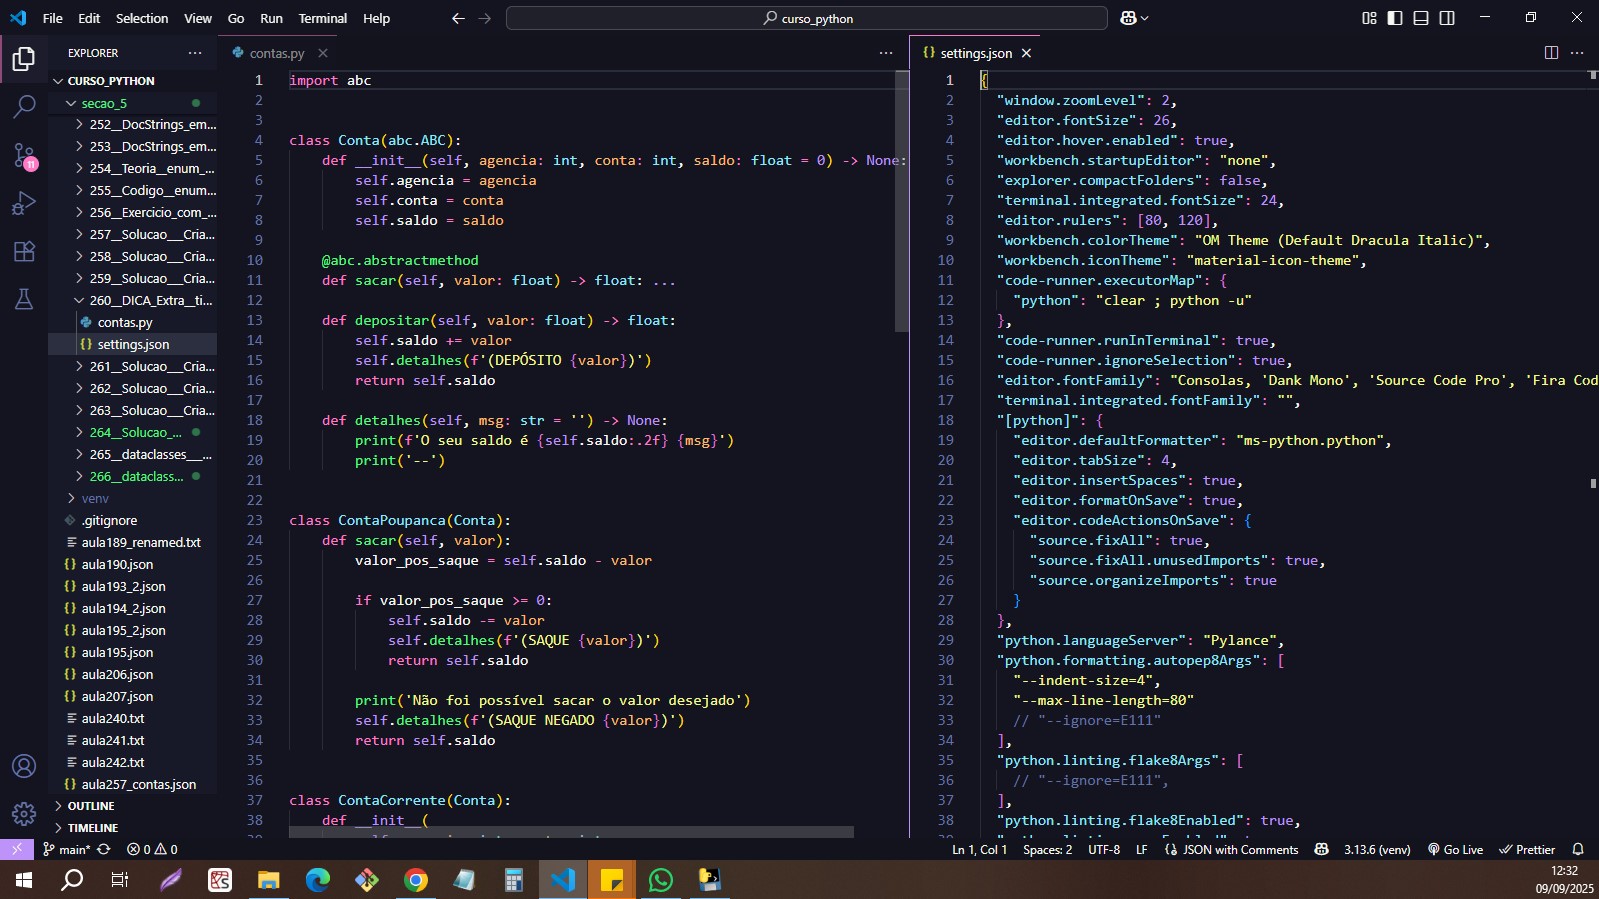 File Edit Selection View Go Run Terminal Help
curso_python
EXPLORER
CURSO_PYTHON
secao_5
252__DocStrings_em...
253__DocStrings_em...
254__Teoria__enum_...
255__Codigo__enum...
256__Exercicio_com_...
257__Solucao___Cria...
258__Solucao___Cria...
259__Solucao___Cria...
260__DICA_Extra__ti...
contas.py
settings.json
261__Solucao___Cria...
262__Solucao___Cria...
263__Solucao___Cria...
264__Solucao_...
265__dataclasses___...
266__dataclass...
venv
.gitignore
aula189_renamed.txt
aula190.json
aula193_2.json
aula194_2.json
aula195_2.json
aula195.json
aula206.json
aula207.json
aula240.txt
aula241.txt
aula242.txt
aula257_contas.json
OUTLINE
TIMELINE
11
contas.py
1 import abc
2
3
4 class Conta(abc.ABC):
5 def __init__(self, agencia: int, conta: int, saldo: float = 0) -> None:
6 self.agencia = agencia
7 self.conta = conta
8 self.saldo = saldo
9
10 @abc.abstractmethod
11 def sacar(self, valor: float) -> float: ...
12
13 def depositar(self, valor: float) -> float:
14 self.saldo += valor
15 self.detalhes(f'(DEPÓSITO {valor})')
16 return self.saldo
17
18 def detalhes(self, msg: str = '') -> None:
19 print(f'O seu saldo é {self.saldo:.2f} {msg}')
20 print('--')
21
22
23 class ContaPoupanca(Conta):
24 def sacar(self, valor):
25 valor_pos_saque = self.saldo - valor
26
27 if valor_pos_saque >= 0:
28 self.saldo -= valor
29 self.detalhes(f'(SAQUE {valor})')
30 return self.saldo
31
32 print('Não foi possível sacar o valor desejado')
33 self.detalhes(f'(SAQUE NEGADO {valor})')
34 return self.saldo
35
36
37 class ContaCorrente(Conta):
38 def __init__(
settings.json
1 {
2 "window.zoomLevel": 2,
3 "editor.fontSize": 26,
4 "editor.hover.enabled": true,
5 "workbench.startupEditor": "none",
6 "explorer.compactFolders": false,
7 "terminal.integrated.fontSize": 24,
8 "editor.rulers": [80, 120],
9 "workbench.colorTheme": "OM Theme (Default Dracula Italic)",
10 "workbench.iconTheme": "material-icon-theme",
11 "code-runner.executorMap": {
12 "python": "clear ; python -u"
13 },
14 "code-runner.runInTerminal": true,
15 "code-runner.ignoreSelection": true,
16 "editor.fontFamily": "Consolas, 'Dank Mono', 'Source Code Pro', 'Fira Cod
17 "terminal.integrated.fontFamily": "",
18 "[python]": {
19 "editor.defaultFormatter": "ms-python.python",
20 "editor.tabSize": 4,
21 "editor.insertSpaces": true,
22 "editor.formatOnSave": true,
23 "editor.codeActionsOnSave": {
24 "source.fixAll": true,
25 "source.fixAll.unusedImports": true,
26 "source.organizeImports": true
27 }
28 },
29 "python.languageServer": "Pylance",
30 "python.formatting.autopep8Args": [
31 "--indent-size=4",
32 "--max-line-length=80"
33 // "--ignore=E111"
34 ],
35 "python.linting.flake8Args": [
36 // "--ignore=E111",
37 ],
38 "python.linting.flake8Enabled": true,
main* 0 0 Ln 1, Col 1 Spaces: 2 UTF-8 LF JSON with Comments 3.13.6 (venv) Go Live Prettier
12:32
09/09/2025